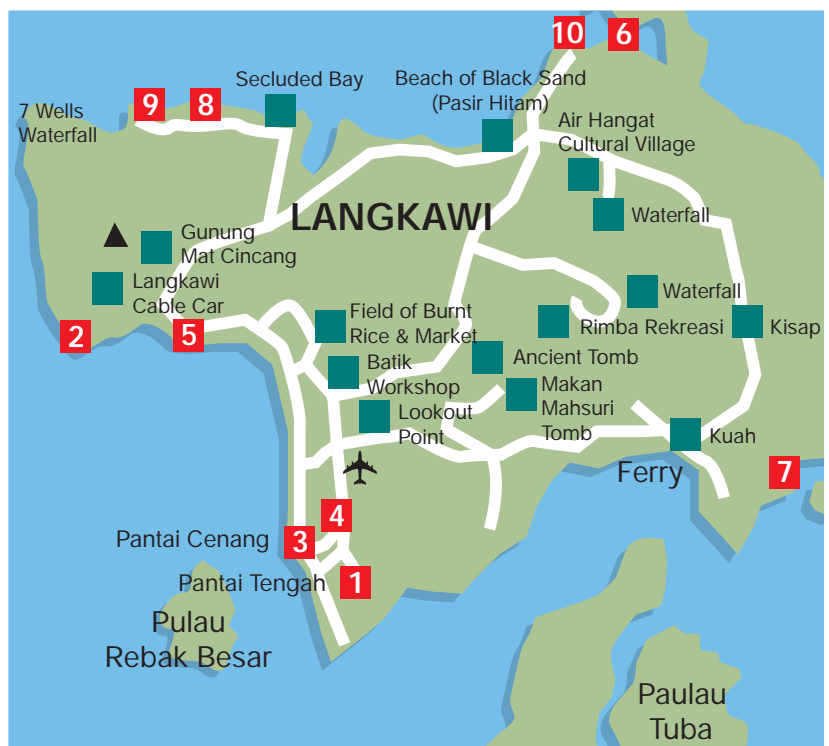 10
6
Secluded Bay
Beach of Black Sand
(Pasir Hitam)
9
8
7 Wells
Waterfall
Air Hangat
Cultural Village
LANGKAWI
Waterfall
Gunung
Mat Cincang
Langkawi
Cable Car
Waterfall
2
5
Field of Burnt
Rice & Market
Rimba Rekreasi
Kisap
Batik
Workshop
Ancient Tomb
Makan
Mahsuri
Tomb
Lookout
Point
Kuah
Ferry
7
4
Pantai Cenang
3
Pantai Tengah
1
Pulau
Rebak Besar
Paulau
Tuba